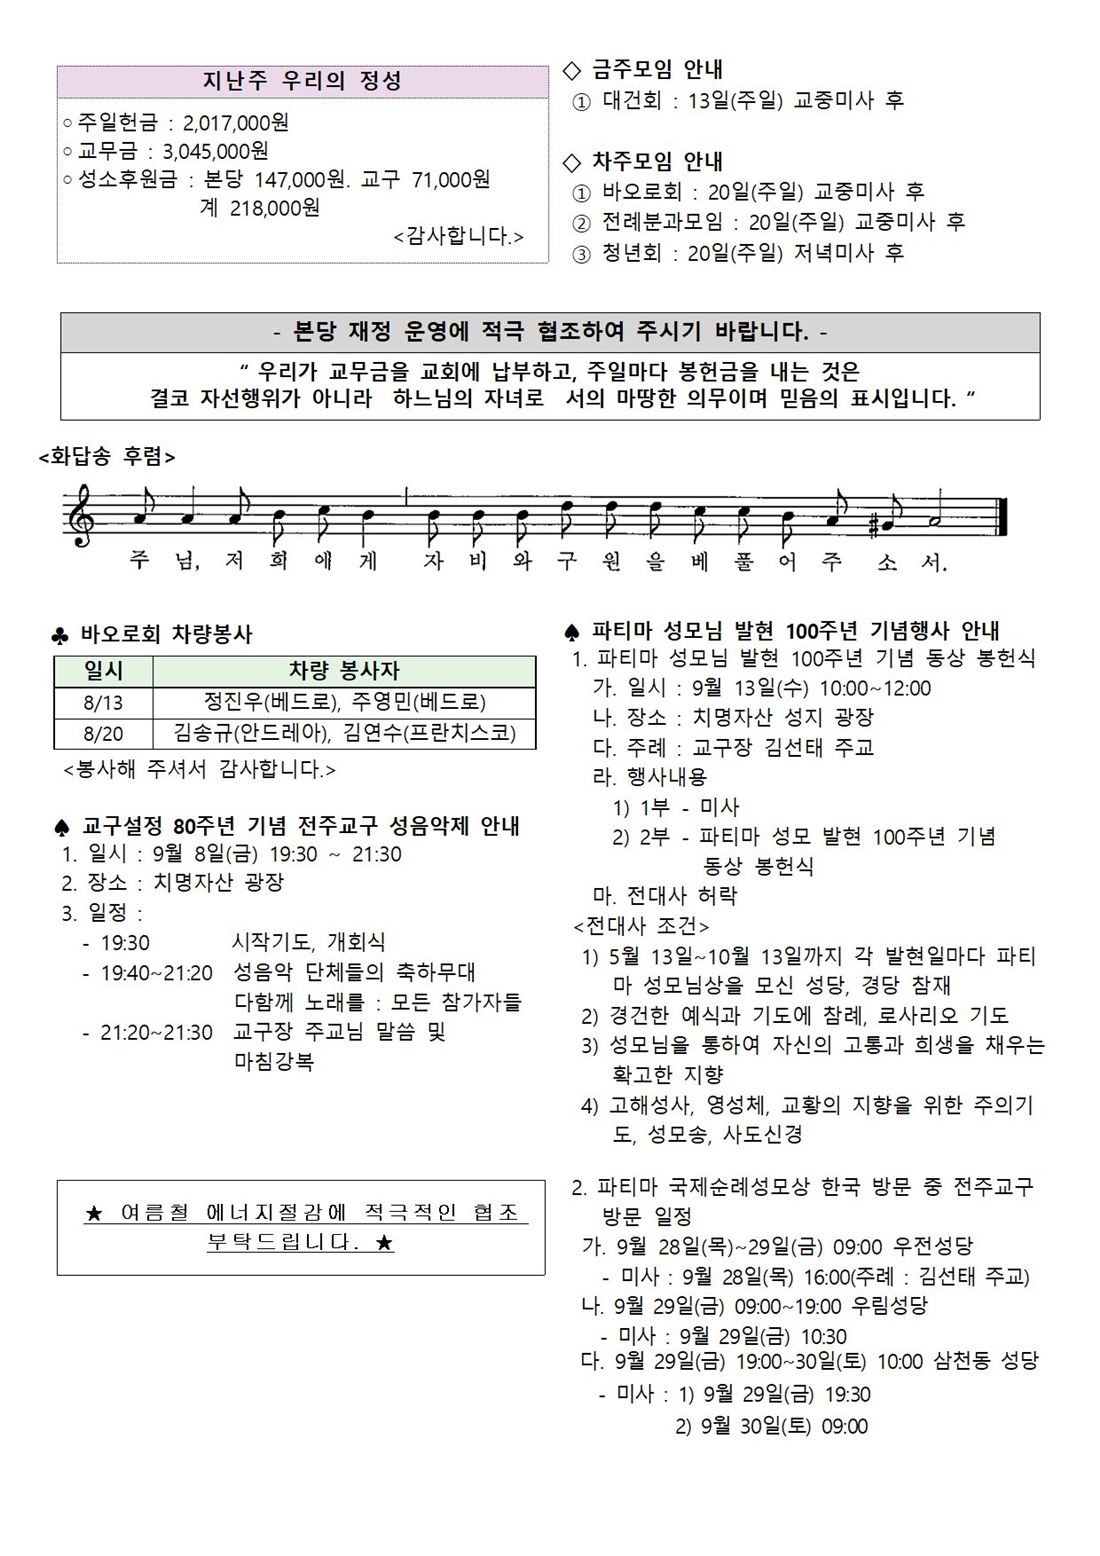 지난주 우리의 정성
○ 주일헌금 : 2,017,000원
○ 교무금 : 3,045,000원
○ 성소후원금 : 본당 147,000원. 교구 71,000원
계 218,000원
<감사합니다.>
◇ 금주모임 안내
① 대건회 : 13일(주일) 교중미사 후
◇ 차주모임 안내
① 바오로회 : 20일(주일) 교중미사 후
② 전례분과모임 : 20일(주일) 교중미사 후
③ 청년회 : 20일(주일) 저녁미사 후
- 본당 재정 운영에 적극 협조하여 주시기 바랍니다. -
“ 우리가 교무금을 교회에 납부하고, 주일마다 봉헌금을 내는 것은
결코 자선행위가 아니라 하느님의 자녀로 서의 마땅한 의무이며 믿음의 표시입니다. “
<화답송 후렴>
주 님, 저 희 에 게 자 비 와 구 원 을 베 풀 어 주 소 서.
♣ 바오로회 차량봉사
일시 차량 봉사자
8/13 정진우(베드로), 주영민(베드로)
8/20 김송규(안드레아), 김연수(프란치스코)
<봉사해 주셔서 감사합니다.>
♠ 교구설정 80주년 기념 전주교구 성음악제 안내
1. 일시 : 9월 8일(금) 19:30 ~ 21:30
2. 장소 : 치명자산 광장
3. 일정 :
- 19:30 시작기도, 개회식
- 19:40~21:20 성음악 단체들의 축하무대
다함께 노래를 : 모든 참가자들
- 21:20~21:30 교구장 주교님 말씀 및
마침강복
★ 여름철 에너지절감에 적극적인 협조
부탁드립니다. ★
♠ 파티마 성모님 발현 100주년 기념행사 안내
1. 파티마 성모님 발현 100주년 기념 동상 봉헌식
가. 일시 : 9월 13일(수) 10:00~12:00
나. 장소 : 치명자산 성지 광장
다. 주례 : 교구장 김선태 주교
라. 행사내용
1) 1부 - 미사
2) 2부 - 파티마 성모 발현 100주년 기념
동상 봉헌식
마. 전대사 허락
<전대사 조건>
1) 5월 13일~10월 13일까지 각 발현일마다 파티
마 성모님상을 모신 성당, 경당 참재
2) 경건한 예식과 기도에 참례, 로사리오 기도
3) 성모님을 통하여 자신의 고통과 희생을 채우는
확고한 지향
4) 고해성사, 영성체, 교황의 지향을 위한 주의기
도, 성모송, 사도신경
2. 파티마 국제순례성모상 한국 방문 중 전주교구
방문 일정
가. 9월 28일(목)~29일(금) 09:00 우전성당
- 미사 : 9월 28일(목) 16:00(주례 : 김선태 주교)
나. 9월 29일(금) 09:00~19:00 우림성당
- 미사 : 9월 29일(금) 10:30
다. 9월 29일(금) 19:00~30일(토) 10:00 삼천동 성당
- 미사 : 1) 9월 29일(금) 19:30
2) 9월 30일(토) 09:00